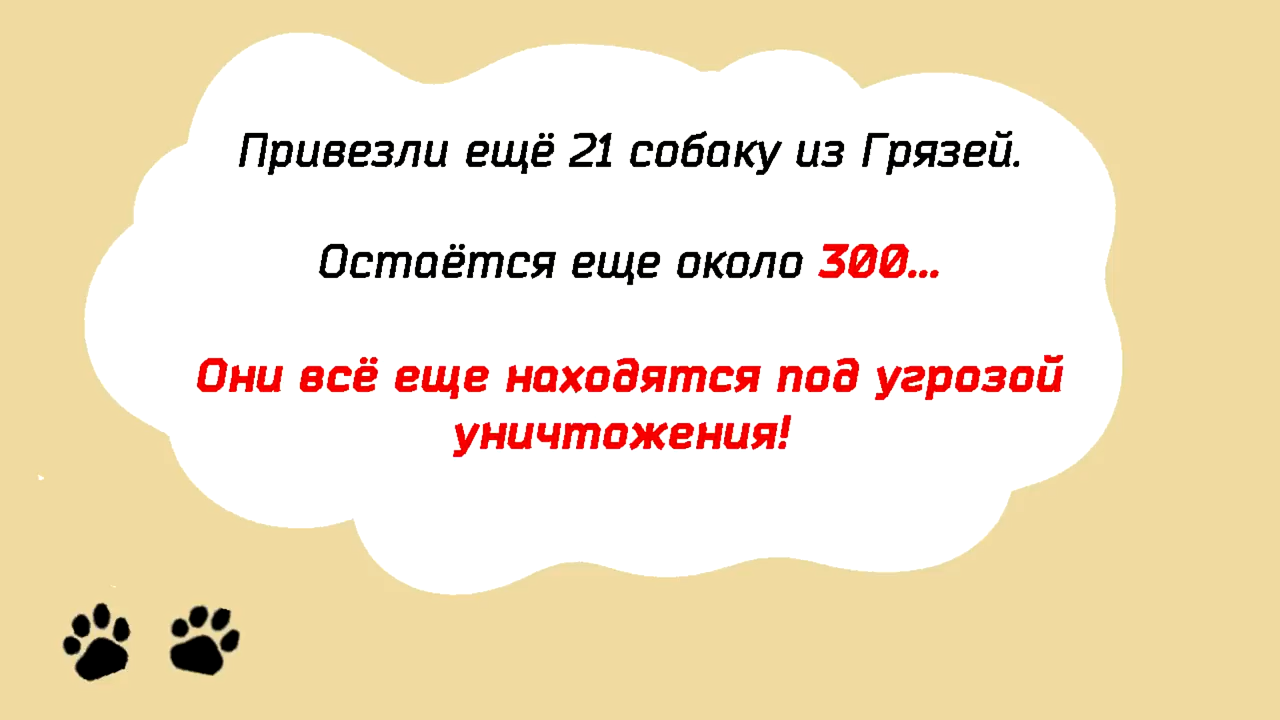 Привезли ещё 21 собаку из Грязей.
Остаётся еще около 300...
Они всё еще находятся под угрозой
уничтожения!